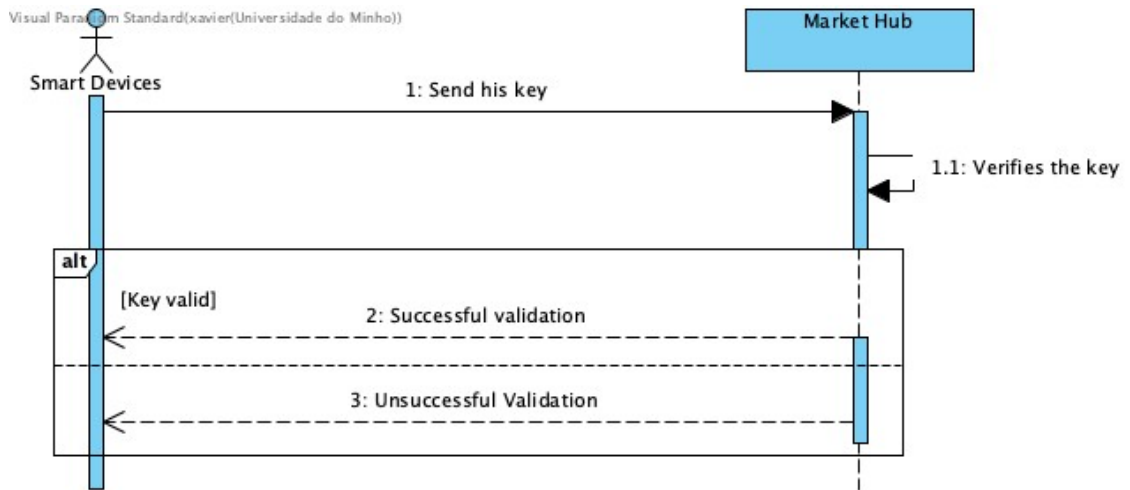 Visual Paradigm Standard(xavier(Universidade do Minho))
Market Hub
Smart Devices
1: Send his key
1.1: Verifies the key
alt
[Key valid]
2: Successful validation
3: Unsuccessful Validation